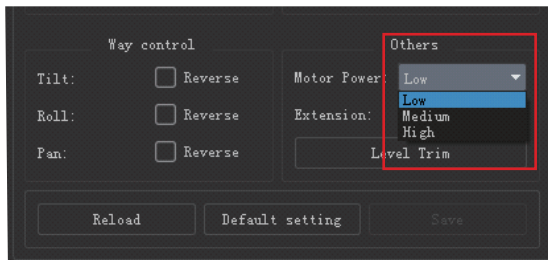 Way control
Others
Tilt: Reverse
Motor Power: Low
Low
Roll: Reverse
Extension: Medium
High
Pan: Reverse
Level Trim
Reload
Default setting
Save